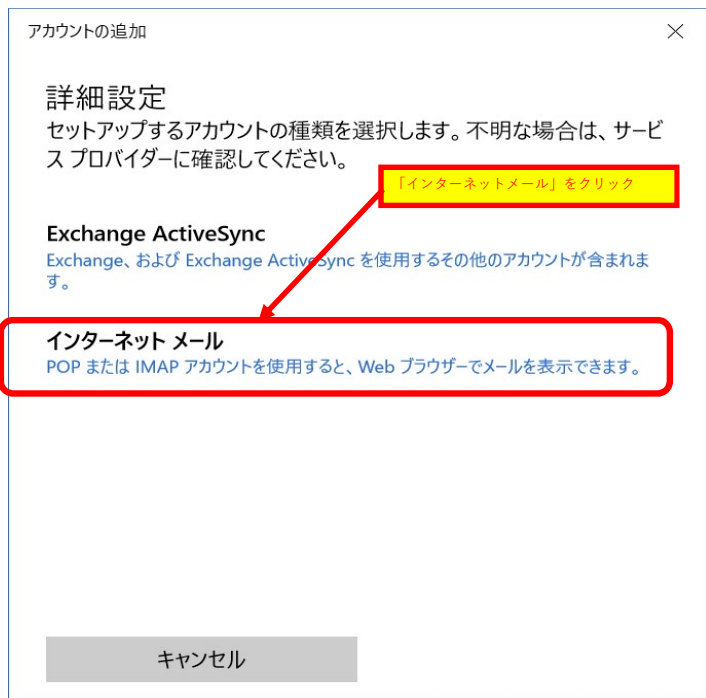 アカウントの追加
詳細設定
セットアップするアカウントの種類を選択します。不明な場合は、サービ
ス プロバイダーに確認してください。
「インターネットメール」をクリック
Exchange ActiveSync
Exchange、および Exchange ActiveSync を使用するその他のアカウントが含まれま
す。
インターネット メール
POP または IMAP アカウントを使用すると、Web ブラウザーでメールを表示できます。
キャンセル